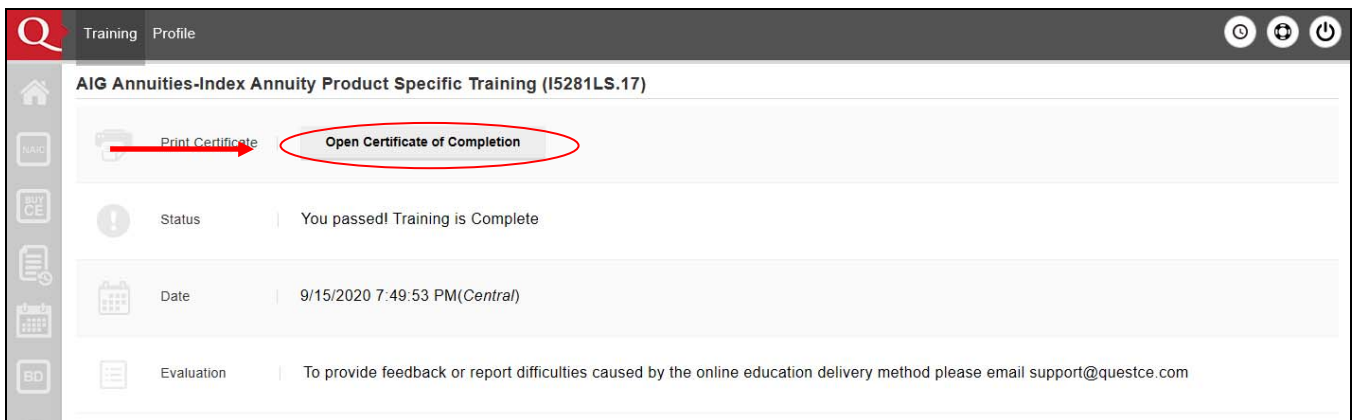 Q Training Profile
AIG Annuities-Index Annuity Product Specific Training (I5281LS.17)
Print Certificate Open Certificate of Completion
NAIC
BUY CE
Status You passed! Training is Complete
Date 9/15/2020 7:49:53 PM(Central)
BD
Evaluation To provide feedback or report difficulties caused by the online education delivery method please email support@questce.com